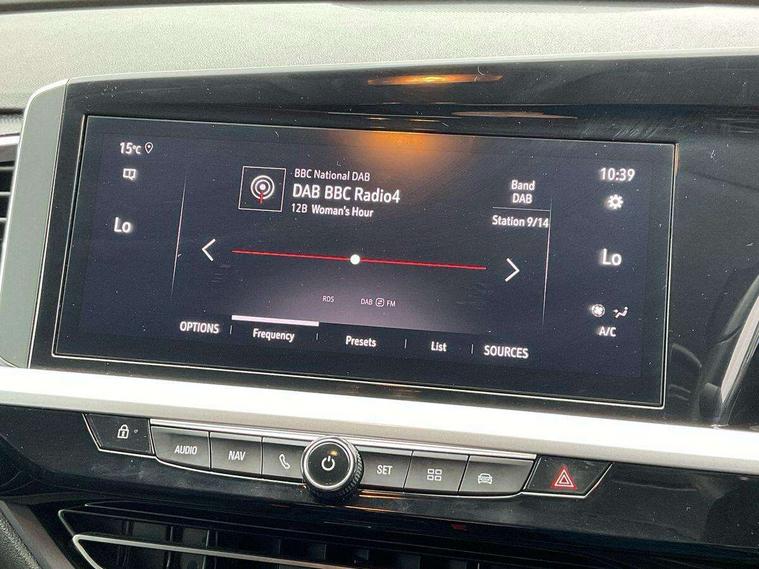 15°C
10:39
BBC National DAB
DAB BBC Radio4
12B Woman's Hour
Band
DAB
Station 9/14
Lo
Lo
RDS
DAB FM
A/C
OPTIONS
Frequency
Presets
List
SOURCES
AUDIO
NAV
SET